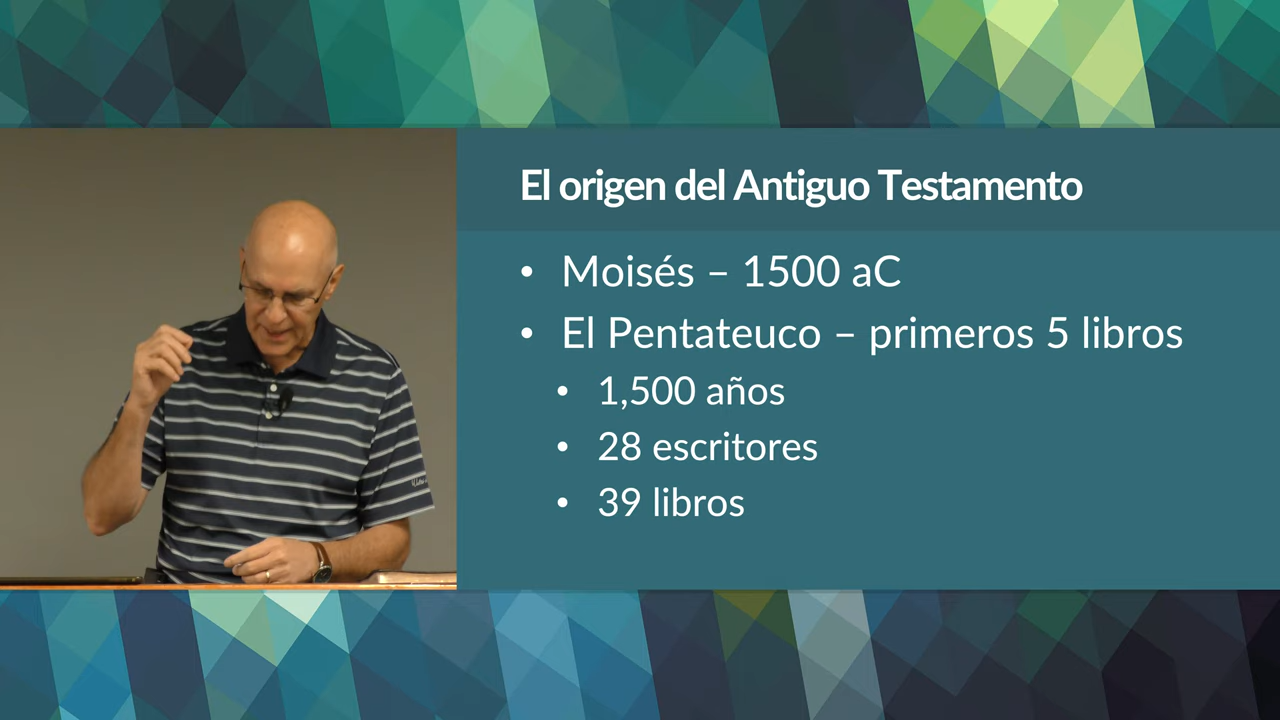 El origen del Antiguo Testamento
• Moisés – 1500 aC
• El Pentateuco – primeros 5 libros
• 1,500 años
• 28 escritores
• 39 libros